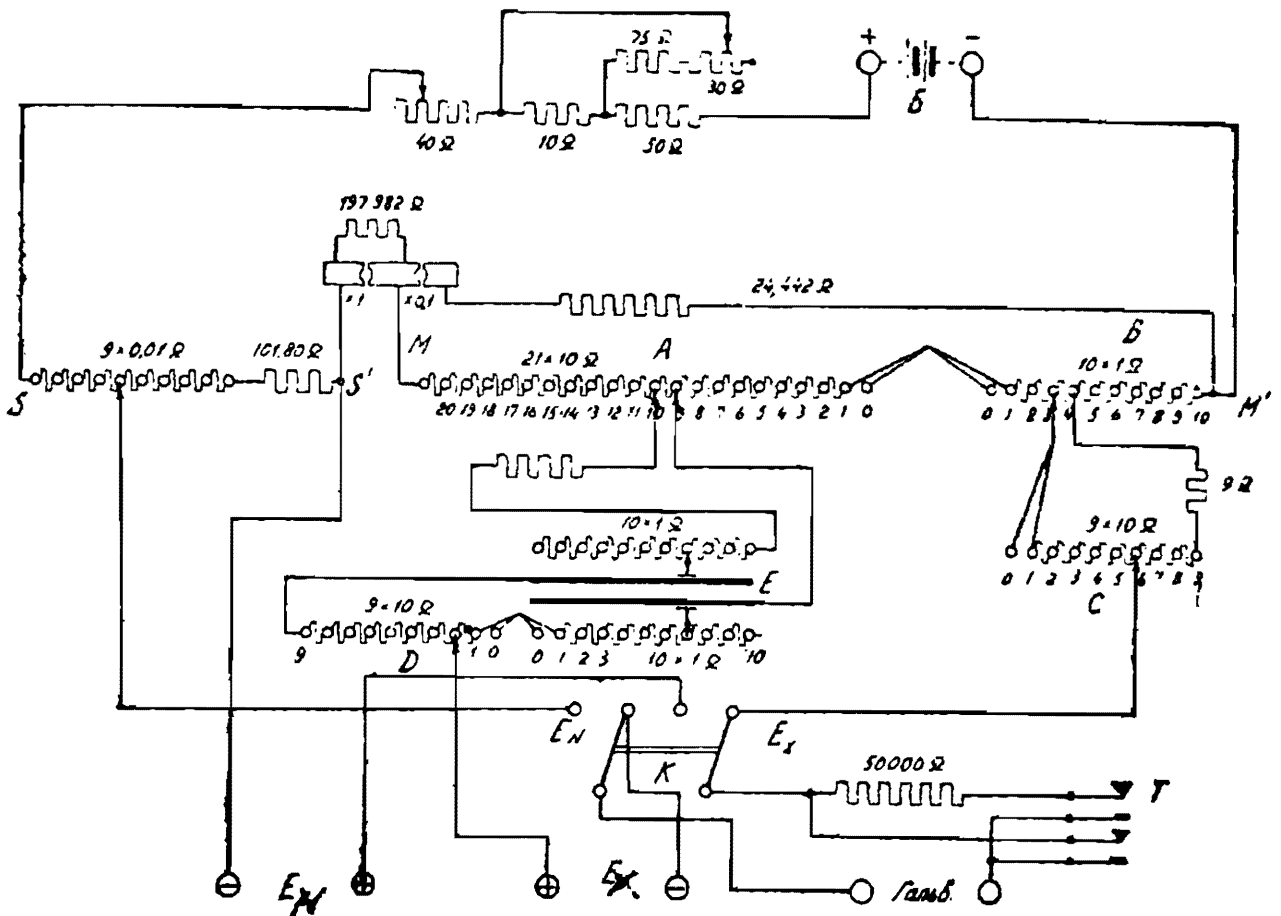 + -
75 Ω
30 Ω
Б
40 Ω 10 Ω 50 Ω
197 982 Ω
×1 ×0,1
24,442 Ω
M
Б
9×0,01 Ω 101,80 Ω
21×10 Ω A
10×1 Ω
S S'
20 19 18 17 16 15 14 13 12 11 10 9 8 7 6 5 4 3 2 1 0
0 1 2 3 4 5 6 7 8 9 10 M'
9 Ω
10×1 Ω
9×10 Ω
0 1 2 3 4 5 6 7 8 9
E
C
9×10 Ω
9 1 0 0 1 2 3 10×1 Ω 10
D
E_N E_x
K
50000 Ω
T
- E_N + + E_x - Гальв.